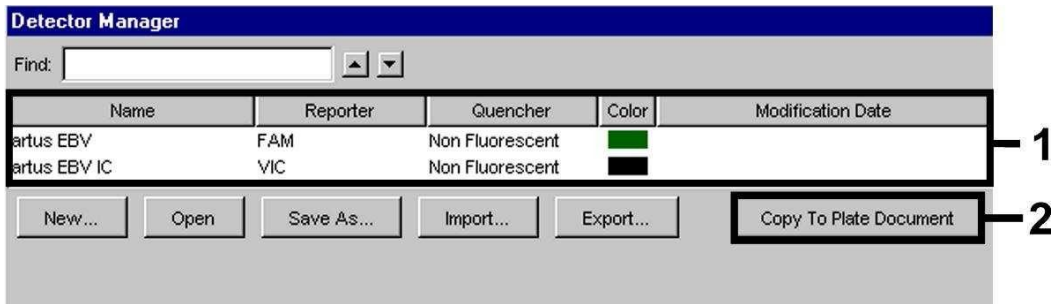 Detector Manager
Find:
Name Reporter Quencher Color Modification Date
artus EBV FAM Non Fluorescent
artus EBV IC VIC Non Fluorescent
1
New... Open Save As... Import... Export... Copy To Plate Document
2